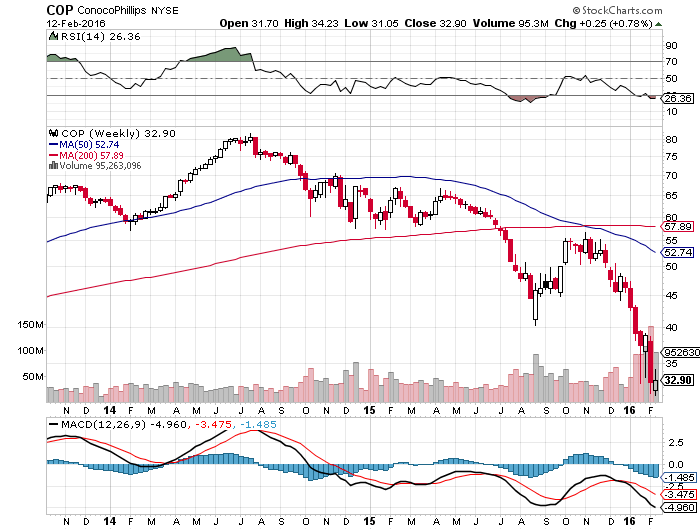 COP ConocoPhillips NYSE © StockCharts.com
12-Feb-2016 Open 31.70 High 34.23 Low 31.05 Close 32.90 Volume 95.3M Chg +0.25 (+0.78%)
RSI(14) 26.36
90
70
50
30
26.36
10
COP (Weekly) 32.90
MA(50) 52.74
MA(200) 57.89
Volume 95,263,096
80
75
70
65
60
57.89
55
52.74
50
45
40
35
32.90
150M
100M
50M
952630
N D 14 F M A M J J A S O N D 15 F M A M J J A S O N D 16 F
MACD(12,26,9) -4.960, -3.475, -1.485
2.5
0.0
-1.485
-2.5
-3.475
-4.960
N D 14 F M A M J J A S O N D 15 F M A M J J A S O N D 16 F